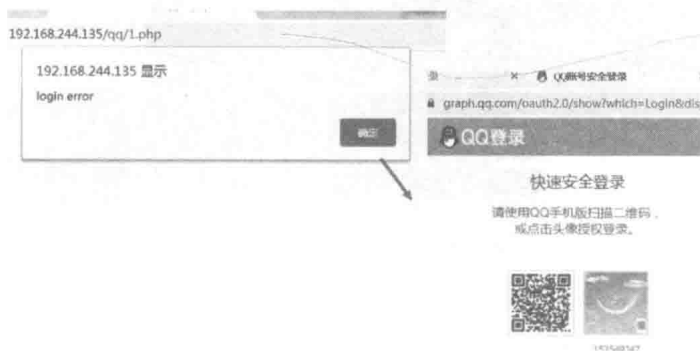 192.168.244.135/qq/1.php
192.168.244.135 显示
login error
确定
QQ账号安全登录
graph.qq.com/oauth2.0/show?which=Login&dis
QQ登录
快速安全登录
请使用QQ手机版扫描二维码，
或点击头像授权登录。